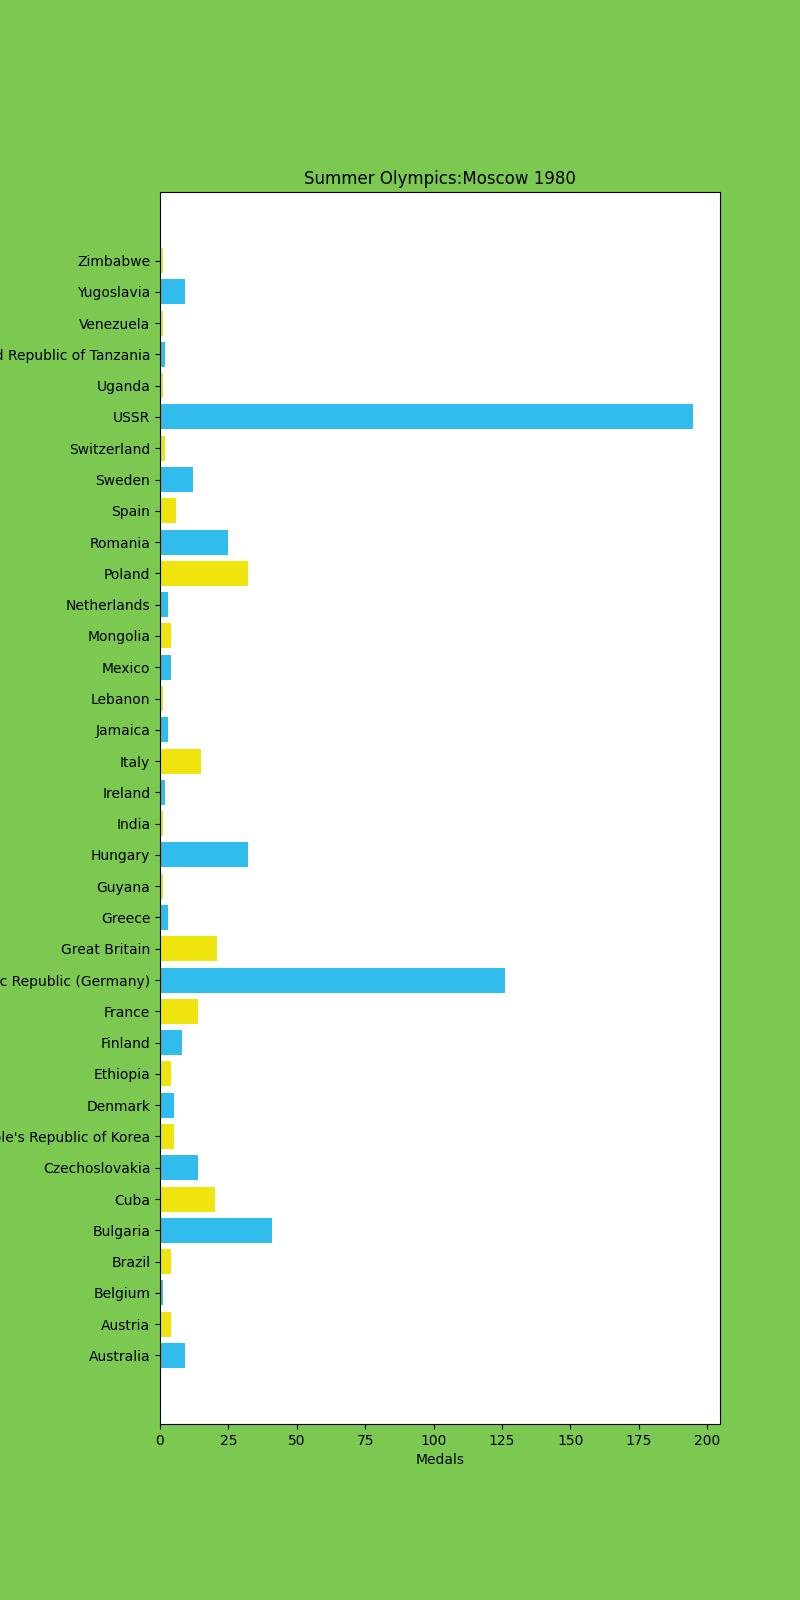 Summer Olympics:Moscow 1980
Zimbabwe
Yugoslavia
Venezuela
Republic of Tanzania
Uganda
USSR
Switzerland
Sweden
Spain
Romania
Poland
Netherlands
Mongolia
Mexico
Lebanon
Jamaica
Italy
Ireland
India
Hungary
Guyana
Greece
Great Britain
c Republic (Germany)
France
Finland
Ethiopia
Denmark
le's Republic of Korea
Czechoslovakia
Cuba
Bulgaria
Brazil
Belgium
Austria
Australia
0 25 50 75 100 125 150 175 200
Medals